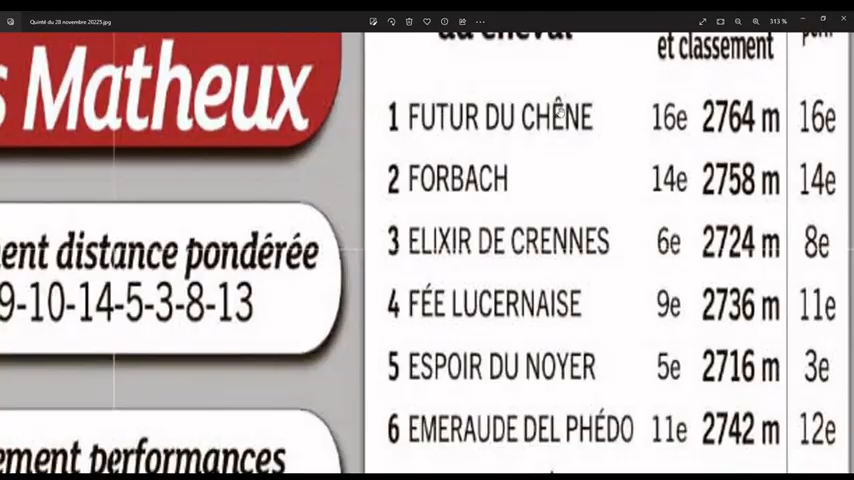 Quinté du 28 novembre 20225.jpg
313 %
s Matheux
ent distance pondérée
9-10-14-5-3-8-13
ement performances
du cheval
et classement
perf
1 FUTUR DU CHÊNE 16e 2764 m 16e
2 FORBACH 14e 2758 m 14e
3 ELIXIR DE CRENNES 6e 2724 m 8e
4 FÉE LUCERNAISE 9e 2736 m 11e
5 ESPOIR DU NOYER 5e 2716 m 3e
6 EMERAUDE DEL PHÉDO 11e 2742 m 12e